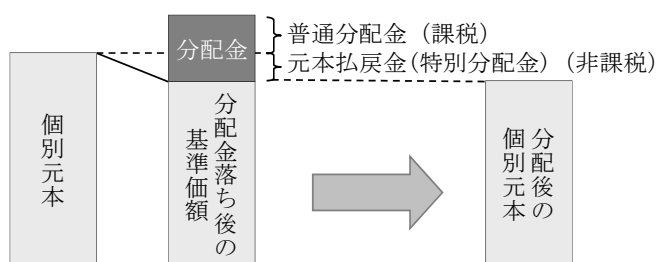 普通分配金（課税）
分配金
元本払戻金（特別分配金）（非課税）
個別元本
分配金落ち後の
基準価額
分配後の
個別元本